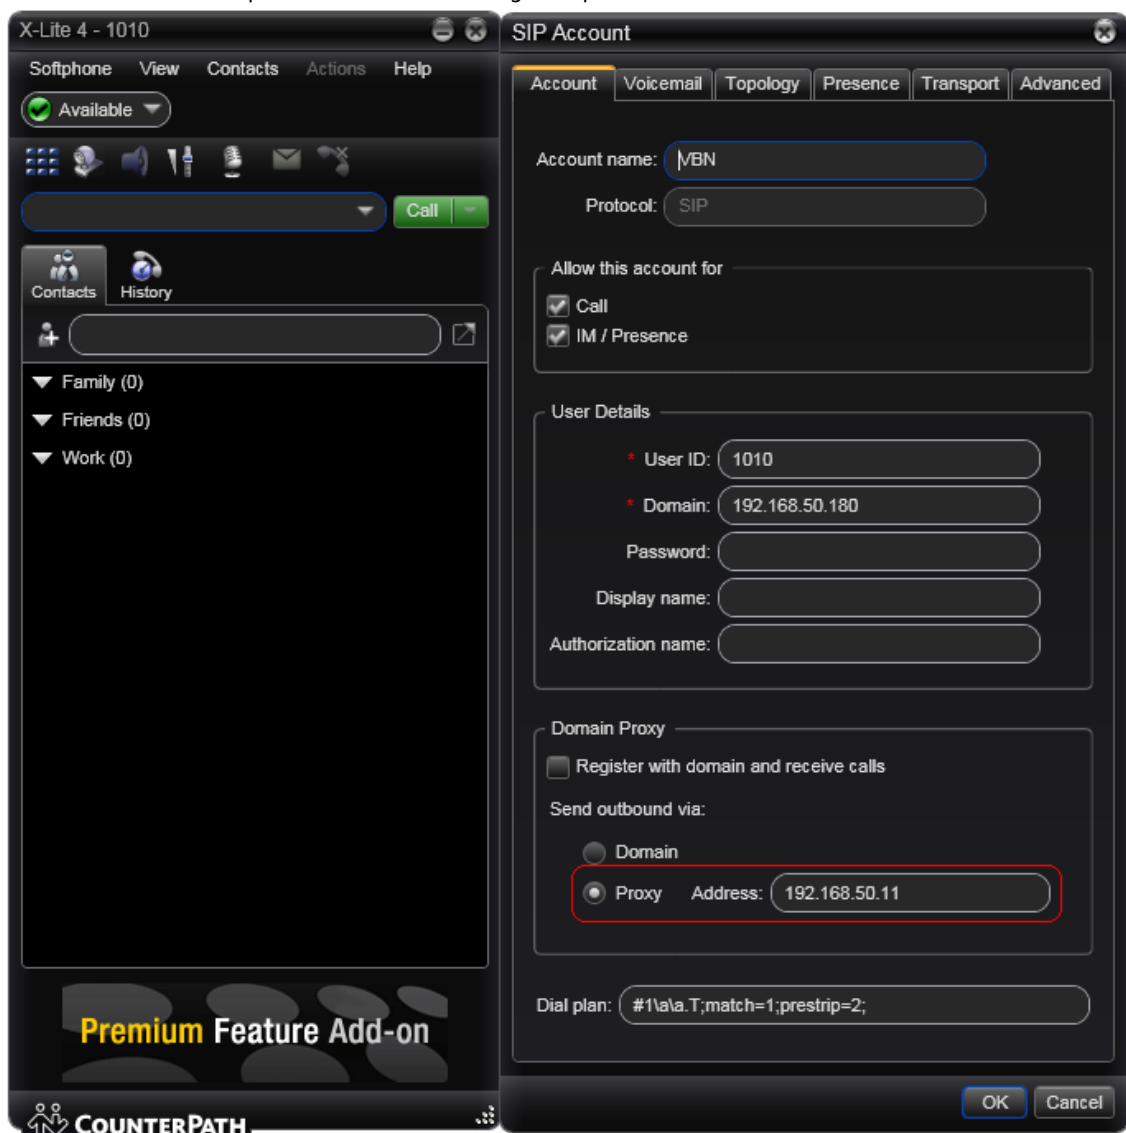 X-Lite 4 - 1010
Softphone View Contacts Actions Help
Available
Call
Contacts History
Family (0)
Friends (0)
Work (0)
Premium Feature Add-on
COUNTERPATH
SIP Account
Account Voicemail Topology Presence Transport Advanced
Account name: VBN
Protocol: SIP
Allow this account for
Call
IM / Presence
User Details
* User ID: 1010
* Domain: 192.168.50.180
Password:
Display name:
Authorization name:
Domain Proxy
Register with domain and receive calls
Send outbound via:
Domain
Proxy Address: 192.168.50.11
Dial plan: #1\a\a.T;match=1;prestrip=2;
OK Cancel